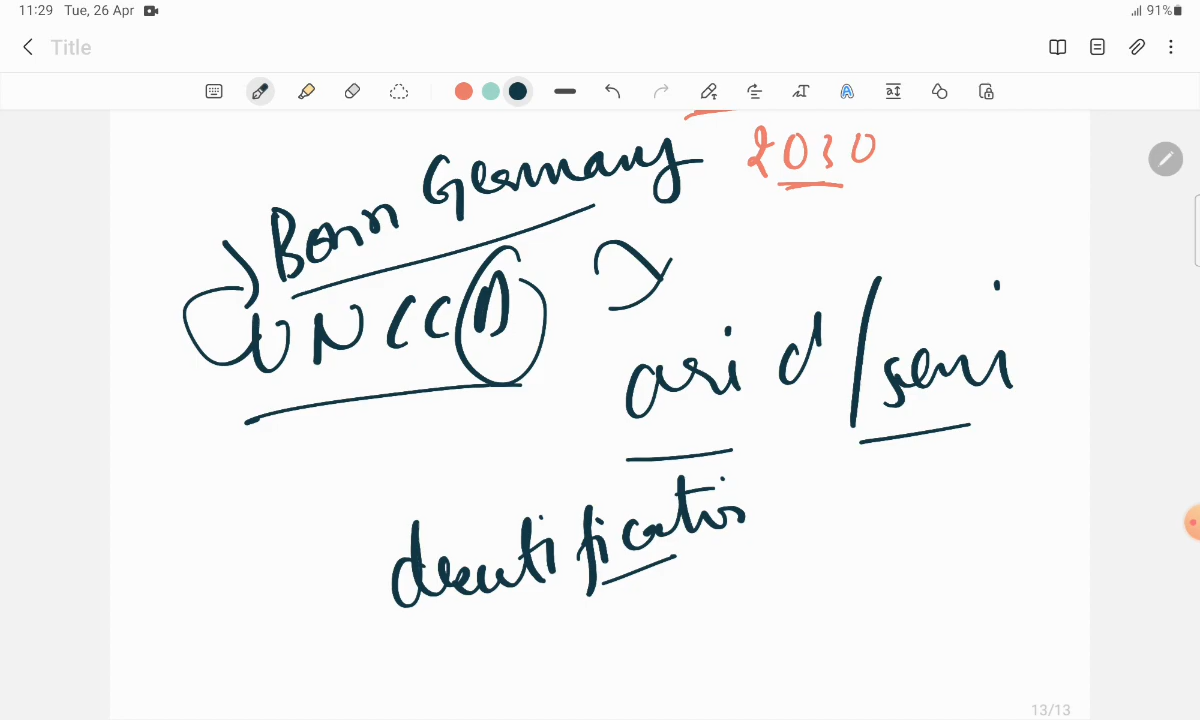 11:29 Tue, 26 Apr 91%
Title
2030
Bonn Germany
UNCCD
arid/semi
desertification
13/13